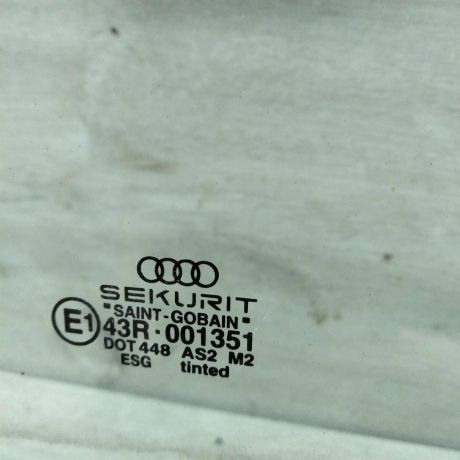 SEKURIT
"SAINT-GOBAIN"
E1 43R·001351
DOT 448 AS2 M2
ESG tinted